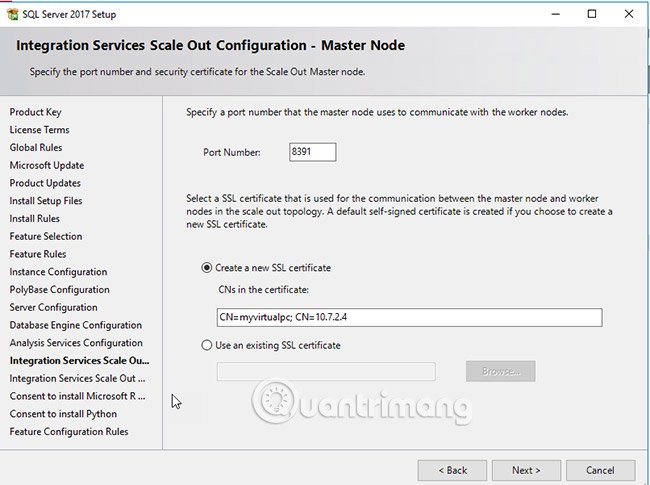 SQL Server 2017 Setup
Integration Services Scale Out Configuration - Master Node
Specify the port number and security certificate for the Scale Out Master node.
Product Key
License Terms
Global Rules
Microsoft Update
Product Updates
Install Setup Files
Install Rules
Feature Selection
Feature Rules
Instance Configuration
PolyBase Configuration
Server Configuration
Database Engine Configuration
Analysis Services Configuration
Integration Services Scale Ou...
Integration Services Scale Out ...
Consent to install Microsoft R ...
Consent to install Python
Feature Configuration Rules
Specify a port number that the master node uses to communicate with the worker nodes.
Port Number: 8391
Select a SSL certificate that is used for the communication between the master node and worker
nodes in the scale out topology. A default self-signed certificate is created if you choose to create a
new SSL certificate.
Create a new SSL certificate
CNs in the certificate:
CN=myvirtualpc; CN=10.7.2.4
Use an existing SSL certificate
Browse...
Quantrimang
< Back
Next >
Cancel